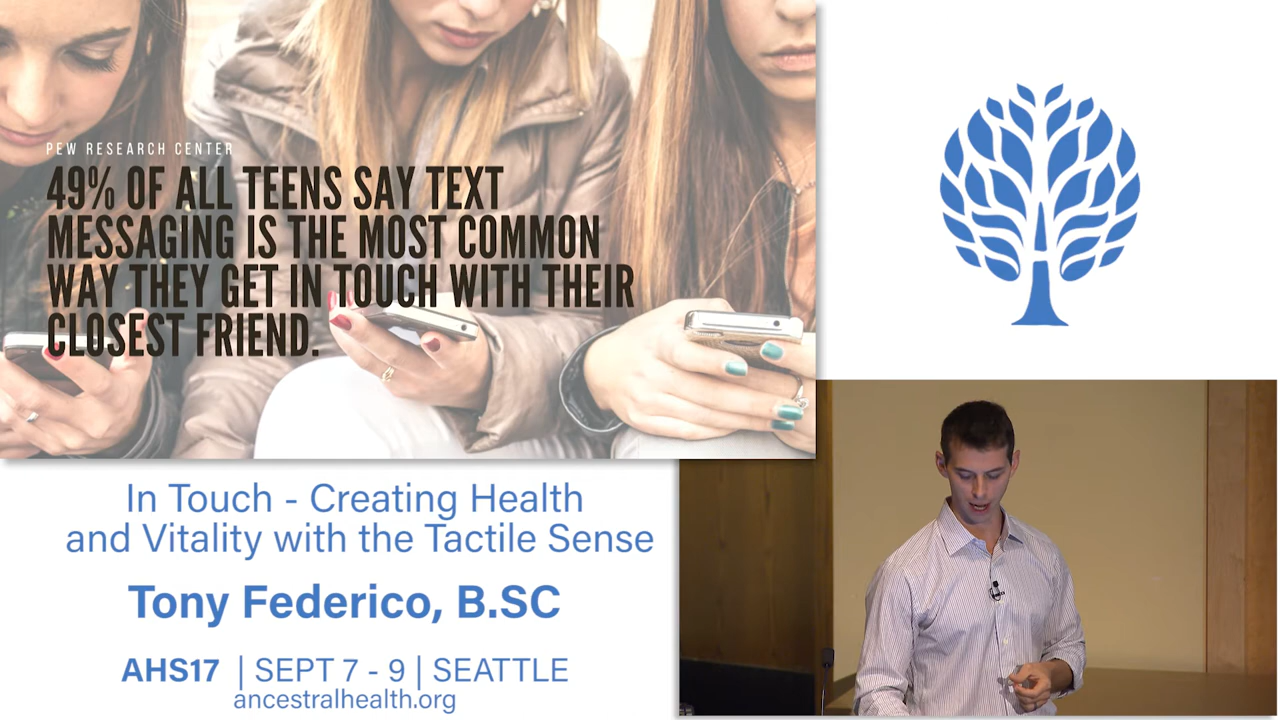 PEW RESEARCH CENTER
49% OF ALL TEENS SAY TEXT
MESSAGING IS THE MOST COMMON
WAY THEY GET IN TOUCH WITH THEIR
CLOSEST FRIEND.
In Touch - Creating Health
and Vitality with the Tactile Sense
Tony Federico, B.SC
AHS17 | SEPT 7 - 9 | SEATTLE
ancestralhealth.org